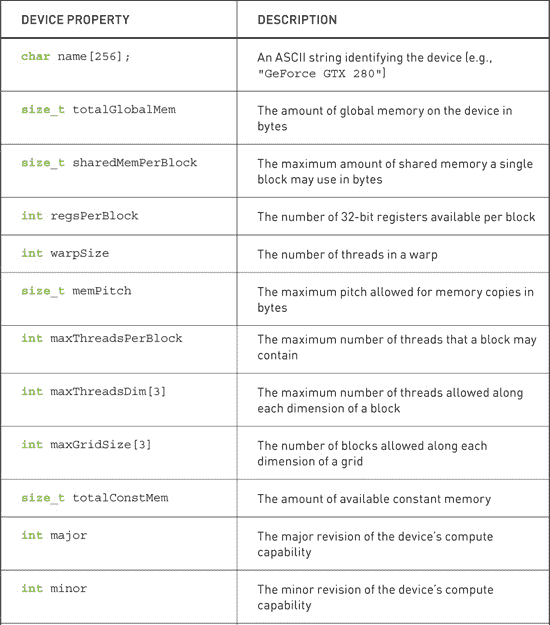 DEVICE PROPERTY DESCRIPTION
char name[256]; An ASCII string identifying the device (e.g.,
"GeForce GTX 280")
size_t totalGlobalMem The amount of global memory on the device in
bytes
size_t sharedMemPerBlock The maximum amount of shared memory a single
block may use in bytes
int regsPerBlock The number of 32-bit registers available per block
int warpSize The number of threads in a warp
size_t memPitch The maximum pitch allowed for memory copies in
bytes
int maxThreadsPerBlock The maximum number of threads that a block may
contain
int maxThreadsDim[3] The maximum number of threads allowed along
each dimension of a block
int maxGridSize[3] The number of blocks allowed along each
dimension of a grid
size_t totalConstMem The amount of available constant memory
int major The major revision of the device's compute
capability
int minor The minor revision of the device's compute
capability